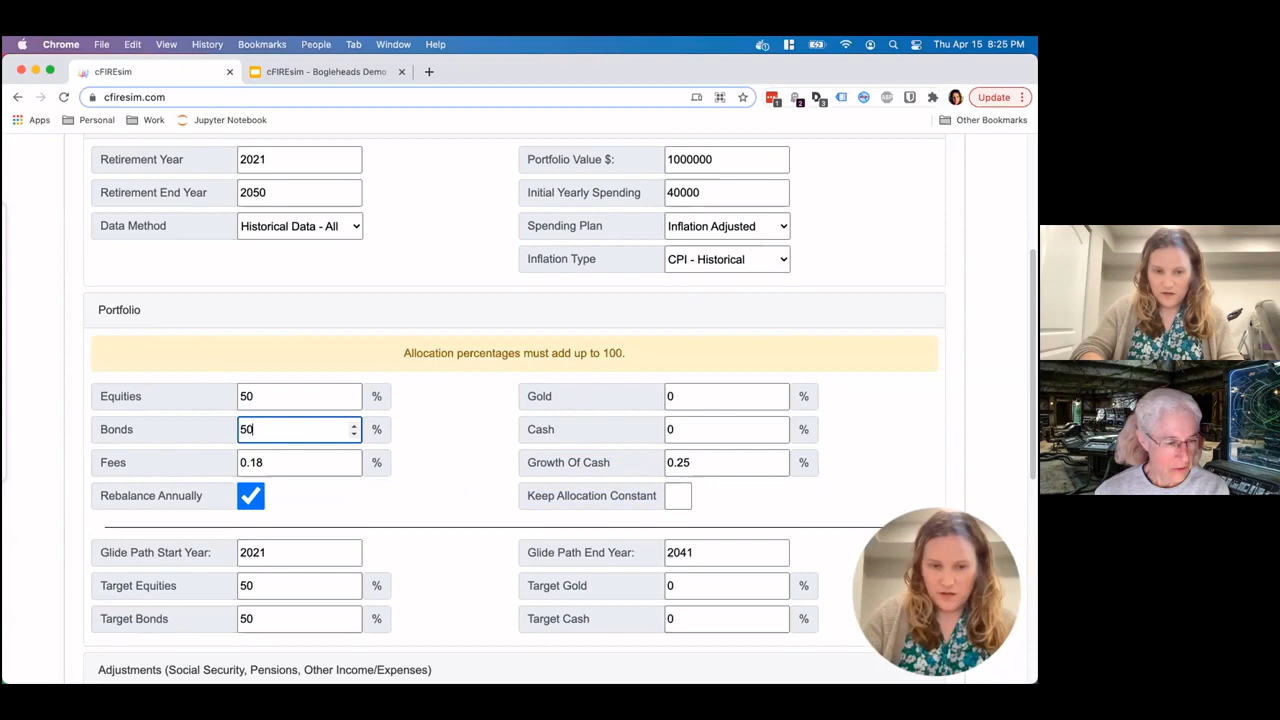 Chrome File Edit View History Bookmarks People Tab Window Help Thu Apr 15 8:25 PM
cFIREsim cFIREsim - Bogleheads Demo
cfiresim.com Update
Apps Personal Work Jupyter Notebook Other Bookmarks
Retirement Year 2021 Portfolio Value $: 1000000
Retirement End Year 2050 Initial Yearly Spending 40000
Data Method Historical Data - All Spending Plan Inflation Adjusted
Inflation Type CPI - Historical
Portfolio
Allocation percentages must add up to 100.
Equities 50 % Gold 0 %
Bonds 50 % Cash 0 %
Fees 0.18 % Growth Of Cash 0.25 %
Rebalance Annually Keep Allocation Constant
Glide Path Start Year: 2021 Glide Path End Year: 2041
Target Equities 50 % Target Gold 0 %
Target Bonds 50 % Target Cash 0 %
Adjustments (Social Security, Pensions, Other Income/Expenses)